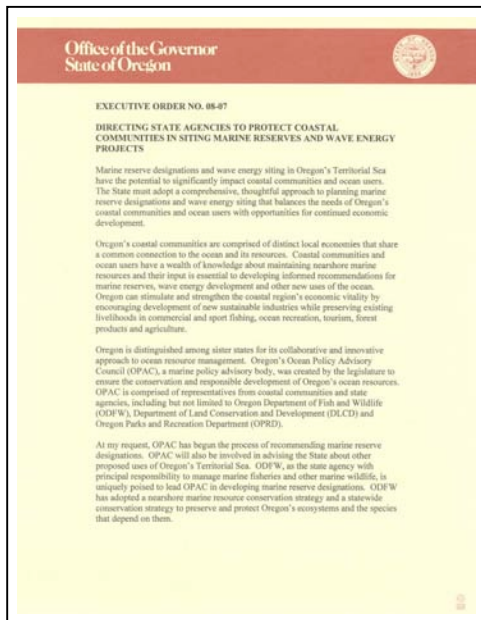 Office of the Governor
State of Oregon
EXECUTIVE ORDER NO. 08-07
DIRECTING STATE AGENCIES TO PROTECT COASTAL
COMMUNITIES IN SITING MARINE RESERVES AND WAVE ENERGY
PROJECTS
Marine reserve designations and wave energy siting in Oregon's Territorial Sea
have the potential to significantly impact coastal communities and ocean users.
The State must adopt a comprehensive, thoughtful approach to planning marine
reserve designations and wave energy siting that balances the needs of Oregon's
coastal communities and ocean users with opportunities for continued economic
development.
Oregon's coastal communities are comprised of distinct local economies that share
a common connection to the ocean and its resources. Coastal communities and
ocean users have a wealth of knowledge about maintaining nearshore marine
resources and their input is essential to developing informed recommendations for
marine reserves, wave energy development and other new uses of the ocean.
Oregon can stimulate and strengthen the coastal region's economic vitality by
encouraging development of new sustainable industries while preserving existing
livelihoods in commercial and sport fishing, ocean recreation, tourism, forest
products and agriculture.
Oregon is distinguished among sister states for its collaborative and innovative
approach to ocean resource management. Oregon's Ocean Policy Advisory
Council (OPAC), a marine policy advisory body, was created by the legislature to
ensure the conservation and responsible development of Oregon's ocean resources.
OPAC is comprised of representatives from coastal communities and state
agencies, including but not limited to Oregon Department of Fish and Wildlife
(ODFW), Department of Land Conservation and Development (DLCD) and
Oregon Parks and Recreation Department (OPRD).
At my request, OPAC has begun the process of recommending marine reserve
designations. OPAC will also be involved in advising the State about other
proposed uses of Oregon's Territorial Sea. ODFW, as the state agency with
principal responsibility to manage marine fisheries and other marine wildlife, is
uniquely poised to lead OPAC in developing marine reserve designations. ODFW
has adopted a nearshore marine resource conservation strategy and a statewide
conservation strategy to preserve and protect Oregon's ecosystems and the species
that depend on them.